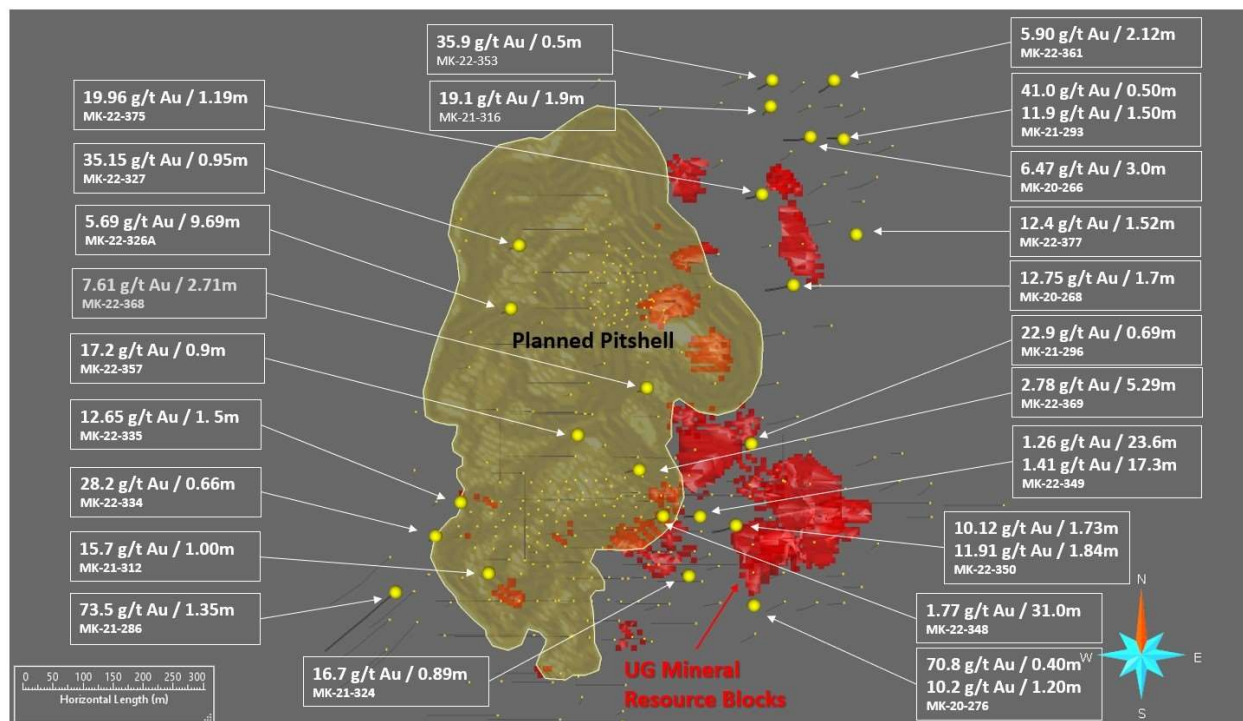 35.9 g/t Au / 0.5m
MK-22-353
5.90 g/t Au / 2.12m
MK-22-361
19.96 g/t Au / 1.19m
MK-22-375
19.1 g/t Au / 1.9m
MK-21-316
41.0 g/t Au / 0.50m
11.9 g/t Au / 1.50m
MK-21-293
35.15 g/t Au / 0.95m
MK-22-327
6.47 g/t Au / 3.0m
MK-20-266
5.69 g/t Au / 9.69m
MK-22-326A
12.4 g/t Au / 1.52m
MK-22-377
7.61 g/t Au / 2.71m
MK-22-368
12.75 g/t Au / 1.7m
MK-20-268
Planned Pitshell
17.2 g/t Au / 0.9m
MK-22-357
22.9 g/t Au / 0.69m
MK-21-296
12.65 g/t Au / 1. 5m
MK-22-335
2.78 g/t Au / 5.29m
MK-22-369
28.2 g/t Au / 0.66m
MK-22-334
1.26 g/t Au / 23.6m
1.41 g/t Au / 17.3m
MK-22-349
15.7 g/t Au / 1.00m
MK-21-312
10.12 g/t Au / 1.73m
11.91 g/t Au / 1.84m
MK-22-350
73.5 g/t Au / 1.35m
MK-21-286
1.77 g/t Au / 31.0m
MK-22-348
16.7 g/t Au / 0.89m
MK-21-324
70.8 g/t Au / 0.40m
10.2 g/t Au / 1.20m
MK-20-276
UG Mineral
Resource Blocks
N
W E
S
0 50 100 150 200 250 300
Horizontal Length (m)